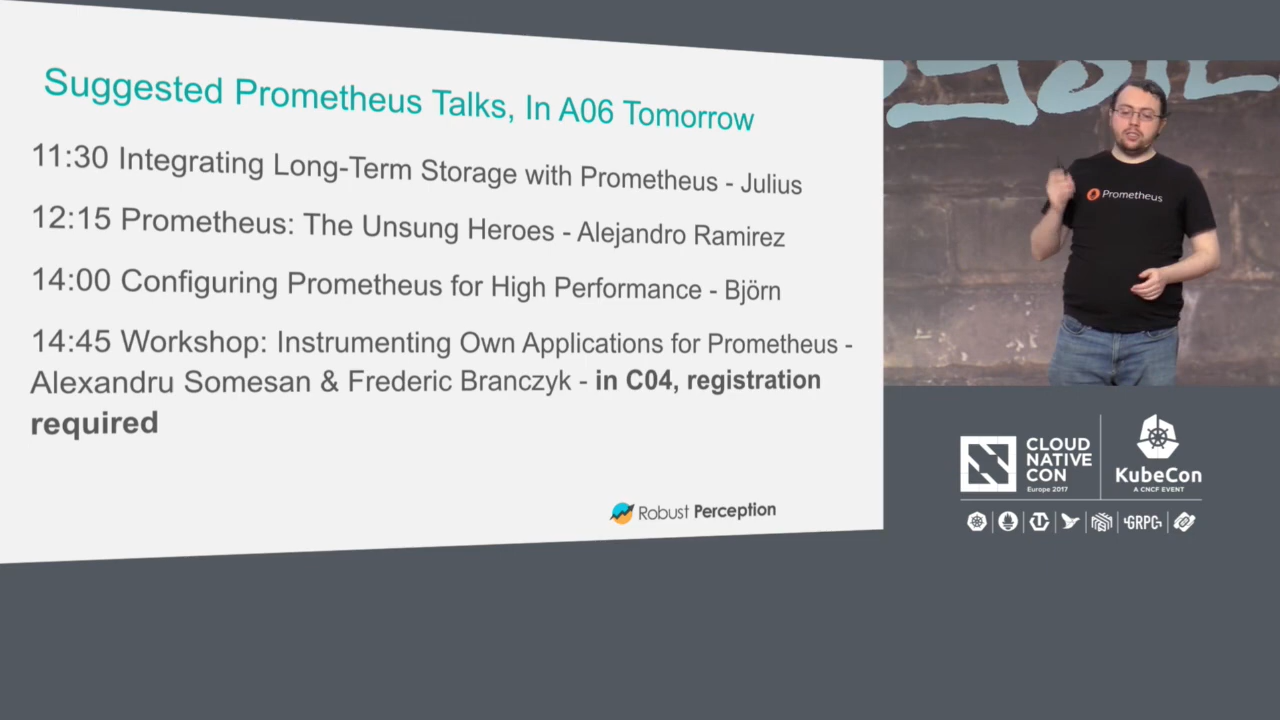 Suggested Prometheus Talks, In A06 Tomorrow
11:30 Integrating Long-Term Storage with Prometheus - Julius
12:15 Prometheus: The Unsung Heroes - Alejandro Ramirez
14:00 Configuring Prometheus for High Performance - Björn
14:45 Workshop: Instrumenting Own Applications for Prometheus -
Alexandru Somesan & Frederic Branczyk - in C04, registration
required
Robust Perception
Prometheus
CLOUD
NATIVE
CON
Europe 2017
KubeCon
A CNCF EVENT
GRPC